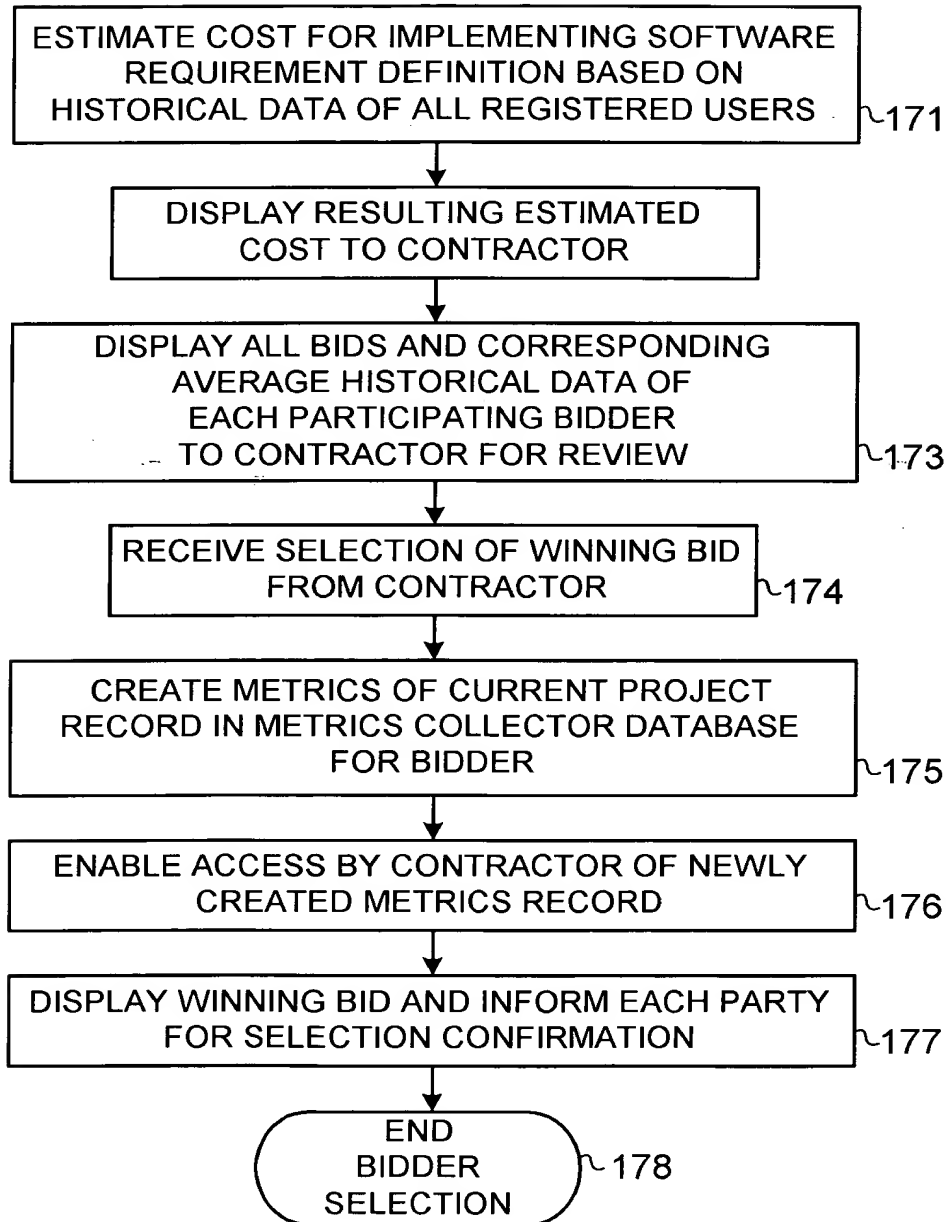 ESTIMATE COST FOR IMPLEMENTING SOFTWARE
REQUIREMENT DEFINITION BASED ON
HISTORICAL DATA OF ALL REGISTERED USERS
171
DISPLAY RESULTING ESTIMATED
COST TO CONTRACTOR
DISPLAY ALL BIDS AND CORRESPONDING
AVERAGE HISTORICAL DATA OF
EACH PARTICIPATING BIDDER
TO CONTRACTOR FOR REVIEW
173
RECEIVE SELECTION OF WINNING BID
FROM CONTRACTOR
174
CREATE METRICS OF CURRENT PROJECT
RECORD IN METRICS COLLECTOR DATABASE
FOR BIDDER
175
ENABLE ACCESS BY CONTRACTOR OF NEWLY
CREATED METRICS RECORD
176
DISPLAY WINNING BID AND INFORM EACH PARTY
FOR SELECTION CONFIRMATION
177
END
BIDDER
SELECTION
178